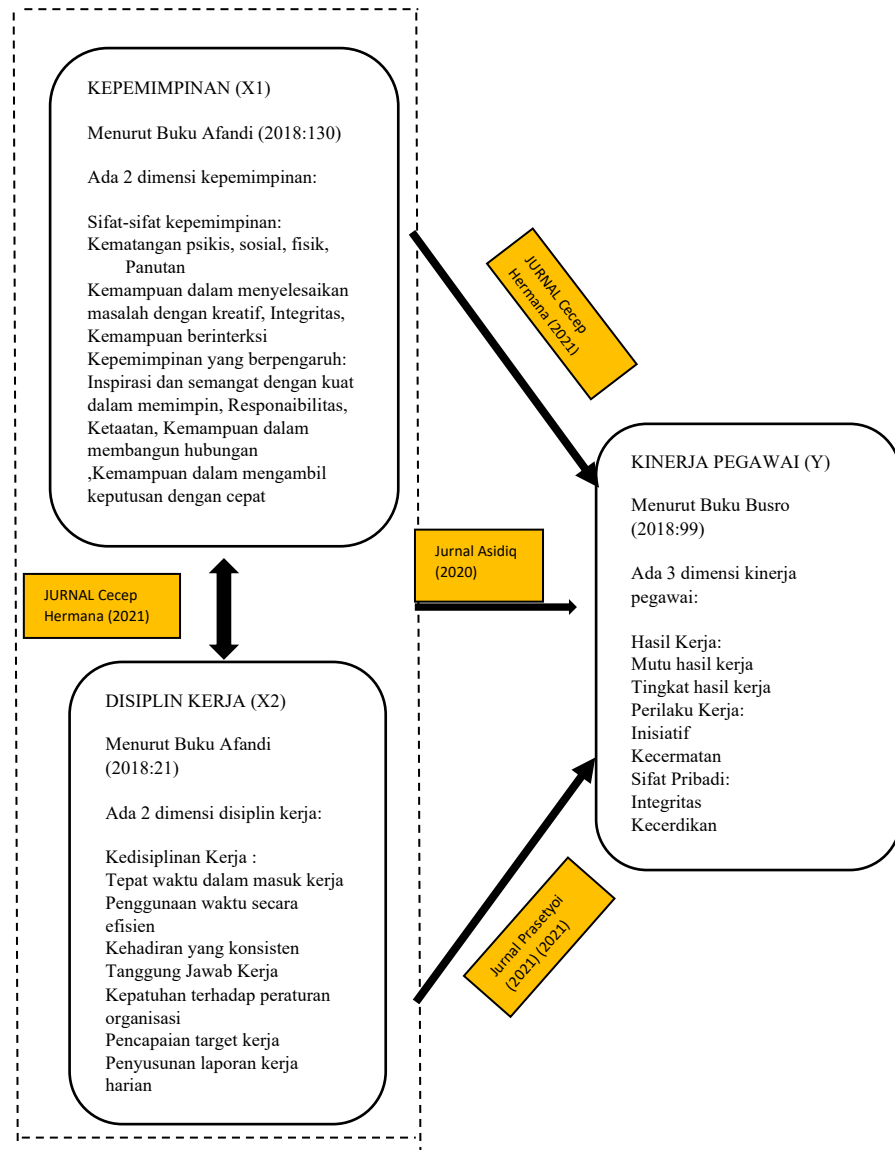 KEPEMIMPINAN (X1)
Menurut Buku Afandi (2018:130)
Ada 2 dimensi kepemimpinan:
Sifat-sifat kepemimpinan:
Kematangan psikis, sosial, fisik,
Panutan
Kemampuan dalam menyelesaikan
masalah dengan kreatif, Integritas,
Kemampuan berinterksi
Kepemimpinan yang berpengaruh:
Inspirasi dan semangat dengan kuat
dalam memimpin, Responaibilitas,
Ketaatan, Kemampuan dalam
membangun hubungan
,Kemampuan dalam mengambil
keputusan dengan cepat
JURNAL Cecep
Hermana (2021)
JURNAL Cecep
Hermana (2021)
DISIPLIN KERJA (X2)
Menurut Buku Afandi
(2018:21)
Ada 2 dimensi disiplin kerja:
Kedisiplinan Kerja :
Tepat waktu dalam masuk kerja
Penggunaan waktu secara
efisien
Kehadiran yang konsisten
Tanggung Jawab Kerja
Kepatuhan terhadap peraturan
organisasi
Pencapaian target kerja
Penyusunan laporan kerja
harian
Jurnal Asidiq
(2020)
Jurnal Prasetyoi
(2021) (2021)
KINERJA PEGAWAI (Y)
Menurut Buku Busro
(2018:99)
Ada 3 dimensi kinerja
pegawai:
Hasil Kerja:
Mutu hasil kerja
Tingkat hasil kerja
Perilaku Kerja:
Inisiatif
Kecermatan
Sifat Pribadi:
Integritas
Kecerdikan